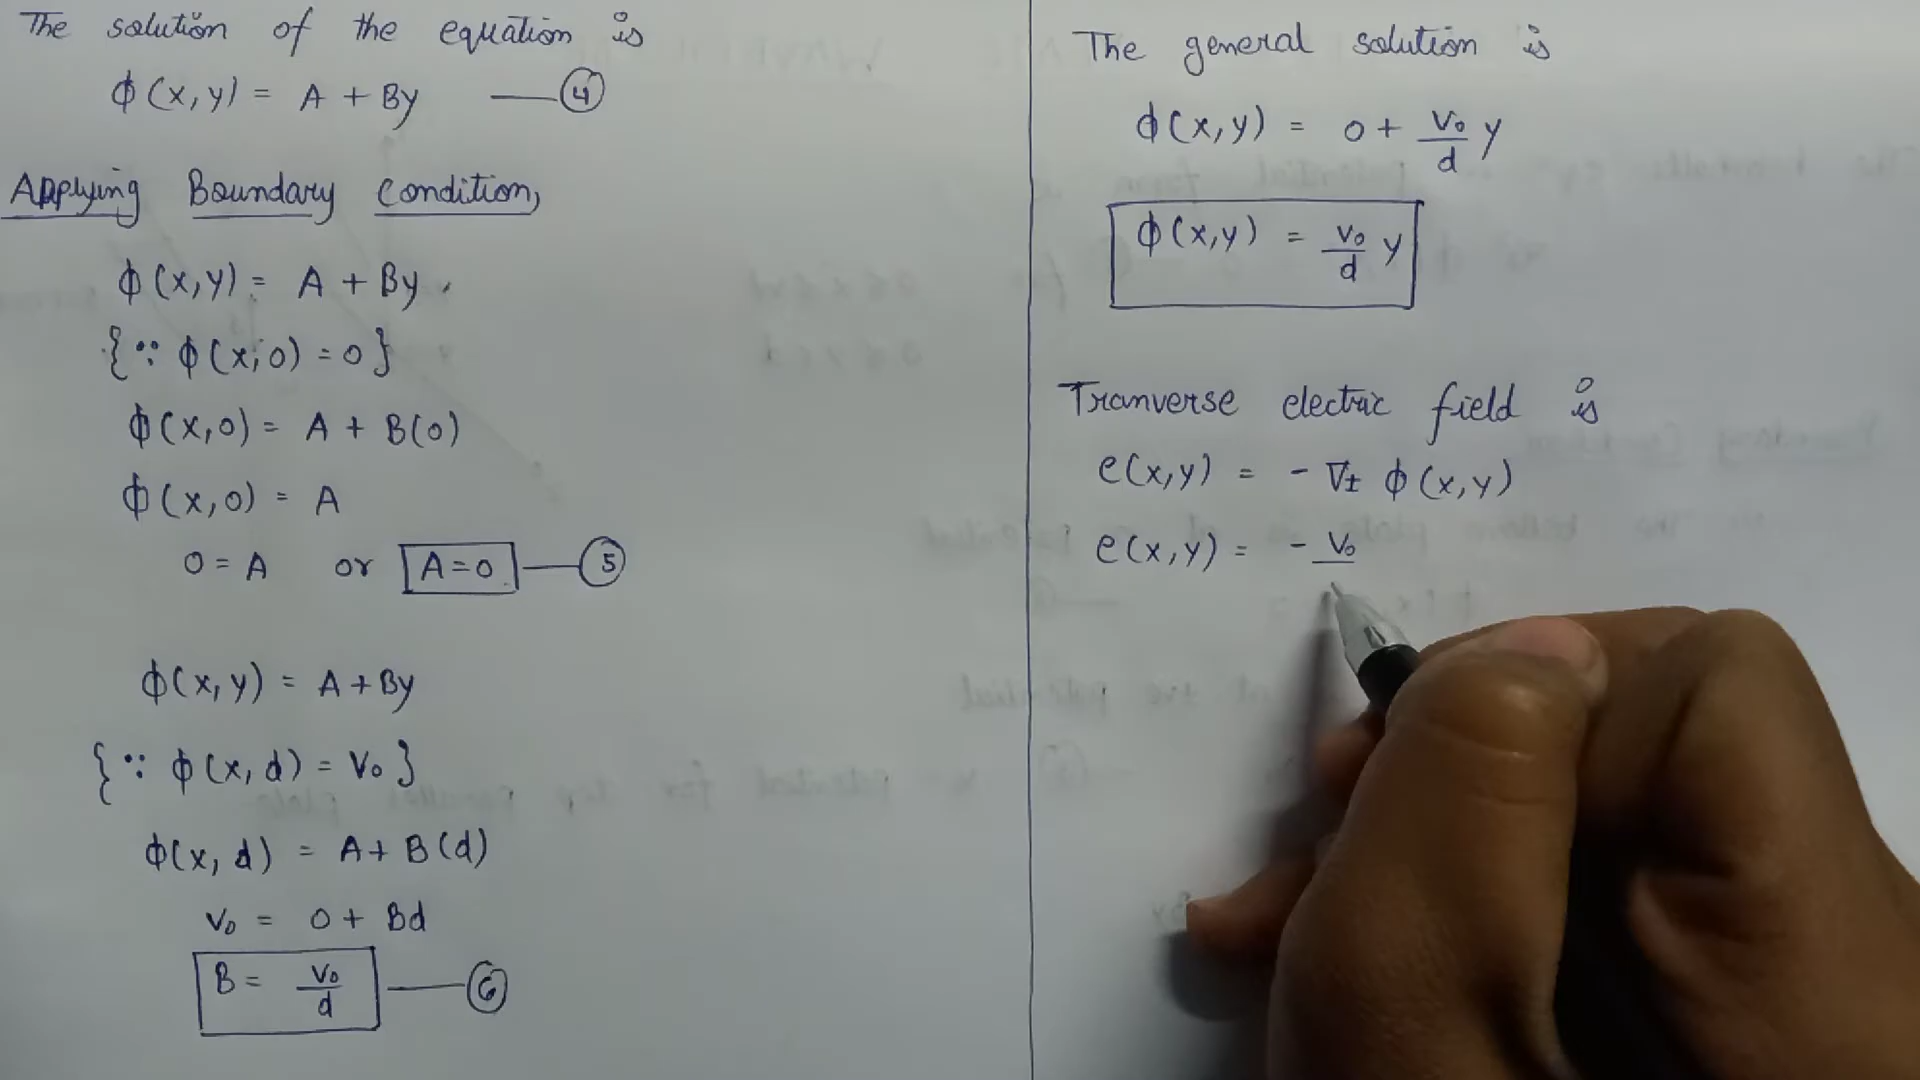 The solution of the equation is
ϕ(x,y) = A + By —④
Applying Boundary Condition,
ϕ(x,y) = A + By.
{∵ ϕ(x,0) = 0}
ϕ(x,0) = A + B(0)
ϕ(x,0) = A
0 = A or A=0 —⑤
ϕ(x,y) = A+By
{∵ ϕ(x,d) = V₀}
ϕ(x,d) = A+ B(d)
V₀ = 0 + Bd
B = V₀/d —⑥
The general solution is
ϕ(x,y) = 0 + V₀/d y
ϕ(x,y) = V₀/d y
Tranverse electric field is
e(x,y) = - ∇± ϕ(x,y)
e(x,y) = - V₀